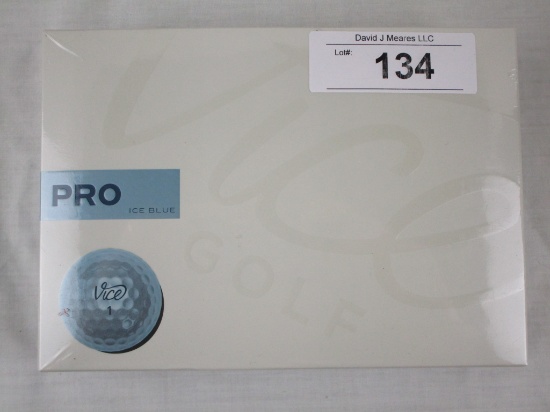 David J Meares LLC
Lot#:
134
Vice
GOLF
PRO
ICE BLUE
Vice
1